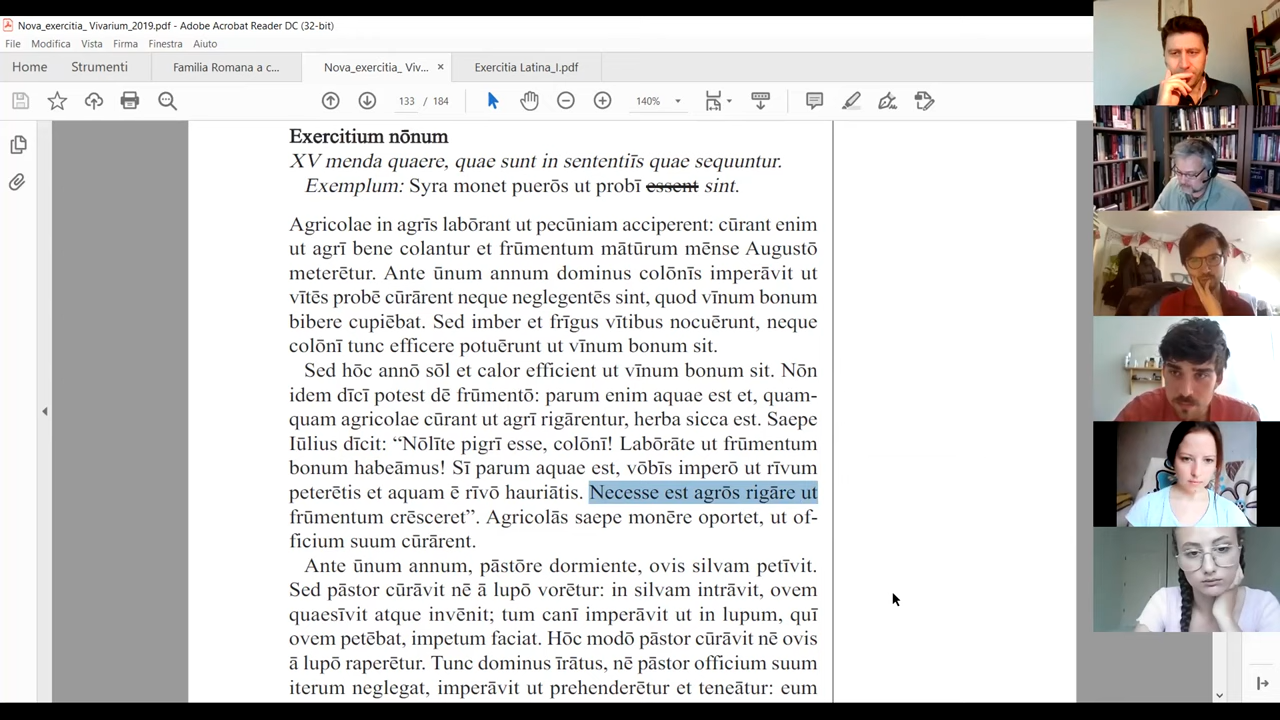 Nova_exercitia_ Vivarium_2019.pdf - Adobe Acrobat Reader DC (32-bit)
File Modifica Vista Firma Finestra Aiuto
Home Strumenti Familia Romana a c... Nova_exercitia_ Viv... × Exercitia Latina_I.pdf
133 / 184 140%
Exercitium nōnum
XV menda quaere, quae sunt in sententiīs quae sequuntur.
Exemplum: Syra monet puerōs ut probī essent sint.
Agricolae in agrīs labōrant ut pecūniam acciperent: cūrant enim
ut agrī bene colantur et frūmentum mātūrum mēnse Augustō
meterētur. Ante ūnum annum dominus colōnīs imperāvit ut
vītēs probē cūrārent neque neglegentēs sint, quod vīnum bonum
bibere cupiēbat. Sed imber et frīgus vītibus nocuērunt, neque
colōnī tunc efficere potuērunt ut vīnum bonum sit.
Sed hōc annō sōl et calor efficient ut vīnum bonum sit. Nōn
idem dīcī potest dē frūmentō: parum enim aquae est et, quam-
quam agricolae cūrant ut agrī rigārentur, herba sicca est. Saepe
Iūlius dīcit: “Nōlīte pigrī esse, colōnī! Labōrāte ut frūmentum
bonum habeāmus! Sī parum aquae est, vōbīs imperō ut rīvum
peterētis et aquam ē rīvō hauriātis. Necesse est agrōs rigāre ut
frūmentum crēsceret”. Agricolās saepe monēre oportet, ut of-
ficium suum cūrārent.
Ante ūnum annum, pāstōre dormiente, ovis silvam petīvit.
Sed pāstor cūrāvit nē ā lupō vorētur: in silvam intrāvit, ovem
quaesīvit atque invēnit; tum canī imperāvit ut in lupum, quī
ovem petēbat, impetum faciat. Hōc modō pāstor cūrāvit nē ovis
ā lupō raperētur. Tunc dominus īrātus, nē pāstor officium suum
iterum neglegat, imperāvit ut prehenderētur et teneātur: eum